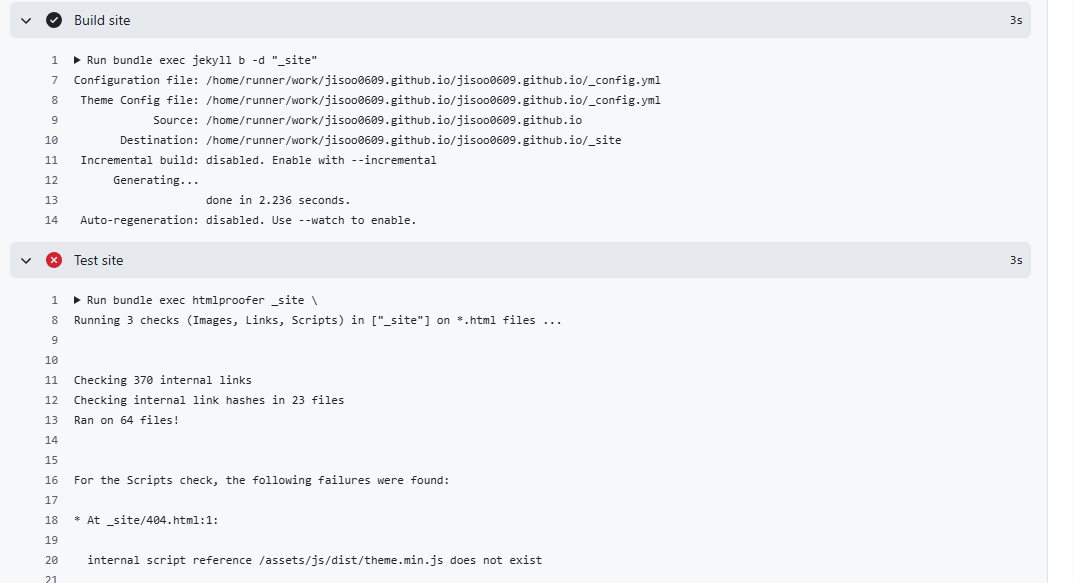 Build site 3s
1 ▶ Run bundle exec jekyll b -d "_site"
7 Configuration file: /home/runner/work/jisoo0609.github.io/jisoo0609.github.io/_config.yml
8 Theme Config file: /home/runner/work/jisoo0609.github.io/jisoo0609.github.io/_config.yml
9 Source: /home/runner/work/jisoo0609.github.io/jisoo0609.github.io
10 Destination: /home/runner/work/jisoo0609.github.io/jisoo0609.github.io/_site
11 Incremental build: disabled. Enable with --incremental
12 Generating...
13 done in 2.236 seconds.
14 Auto-regeneration: disabled. Use --watch to enable.
Test site 3s
1 ▶ Run bundle exec htmlproofer _site \
8 Running 3 checks (Images, Links, Scripts) in ["_site"] on *.html files ...
9
10
11 Checking 370 internal links
12 Checking internal link hashes in 23 files
13 Ran on 64 files!
14
15
16 For the Scripts check, the following failures were found:
17
18 * At _site/404.html:1:
19
20 internal script reference /assets/js/dist/theme.min.js does not exist
21